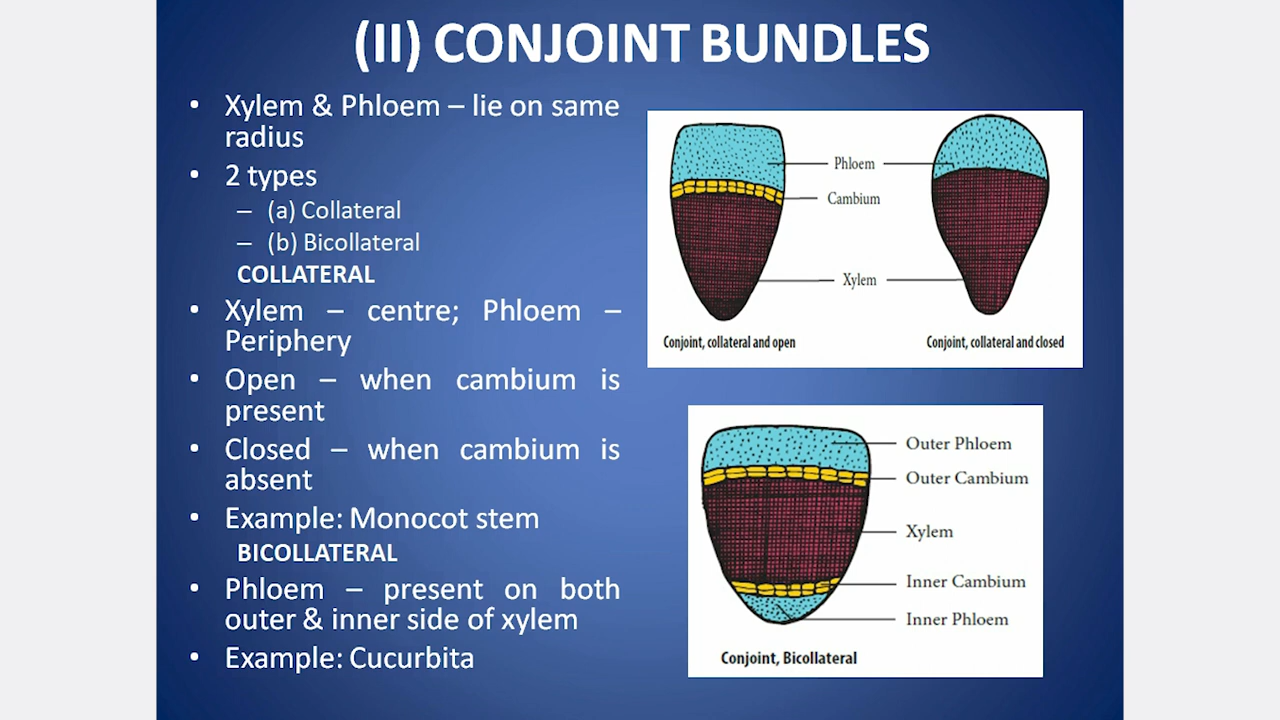 (II) CONJOINT BUNDLES
• Xylem & Phloem – lie on same
radius
• 2 types
– (a) Collateral
– (b) Bicollateral
COLLATERAL
• Xylem – centre; Phloem –
Periphery
• Open – when cambium is
present
• Closed – when cambium is
absent
• Example: Monocot stem
BICOLLATERAL
• Phloem – present on both
outer & inner side of xylem
• Example: Cucurbita
Phloem
Cambium
Xylem
Conjoint, collateral and open
Conjoint, collateral and closed
Outer Phloem
Outer Cambium
Xylem
Inner Cambium
Inner Phloem
Conjoint, Bicollateral